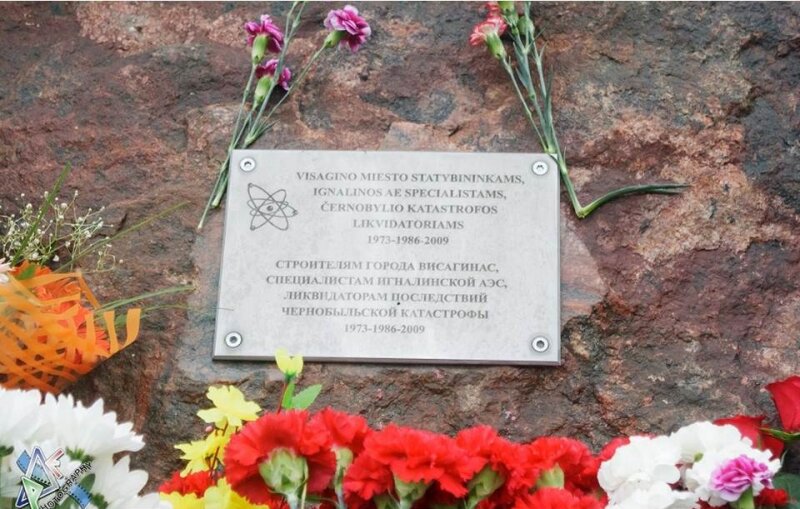 VISAGINO MIESTO STATYBININKAMS,
IGNALINOS AE SPECIALISTAMS,
ČERNOBYLIO KATASTROFOS
LIKVIDATORIAMS
1973-1986-2009
СТРОИТЕЛЯМ ГОРОДА ВИСАГИНАС,
СПЕЦИАЛИСТАМ ИГНАЛИНСКОЙ АЭС,
ЛИКВИДАТОРАМ ПОСЛЕДСТВИЙ
ЧЕРНОБЫЛЬСКОЙ КАТАСТРОФЫ
1973-1986-2009